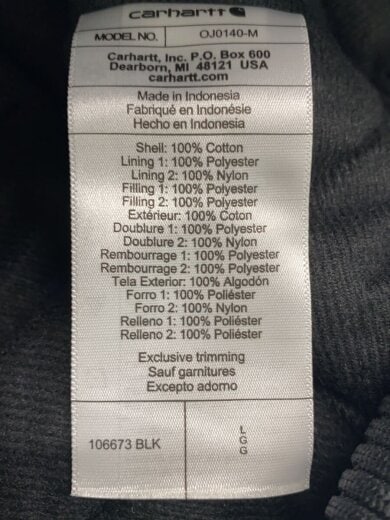 carhartt
MODEL NO. OJ0140-M
Carhartt, Inc. P.O. Box 600
Dearborn, MI 48121 USA
carhartt.com
Made in Indonesia
Fabriqué en Indonésie
Hecho en Indonesia
Shell: 100% Cotton
Lining 1: 100% Polyester
Lining 2: 100% Nylon
Filling 1: 100% Polyester
Filling 2: 100% Polyester
Extérieur: 100% Coton
Doublure 1: 100% Polyester
Doublure 2: 100% Nylon
Rembourrage 1: 100% Polyester
Rembourrage 2: 100% Polyester
Tela Exterior: 100% Algodón
Forro 1: 100% Poliéster
Forro 2: 100% Nylon
Relleno 1: 100% Poliéster
Relleno 2: 100% Poliéster
Exclusive trimming
Sauf garnitures
Excepto adorno
106673 BLK
L
G
G